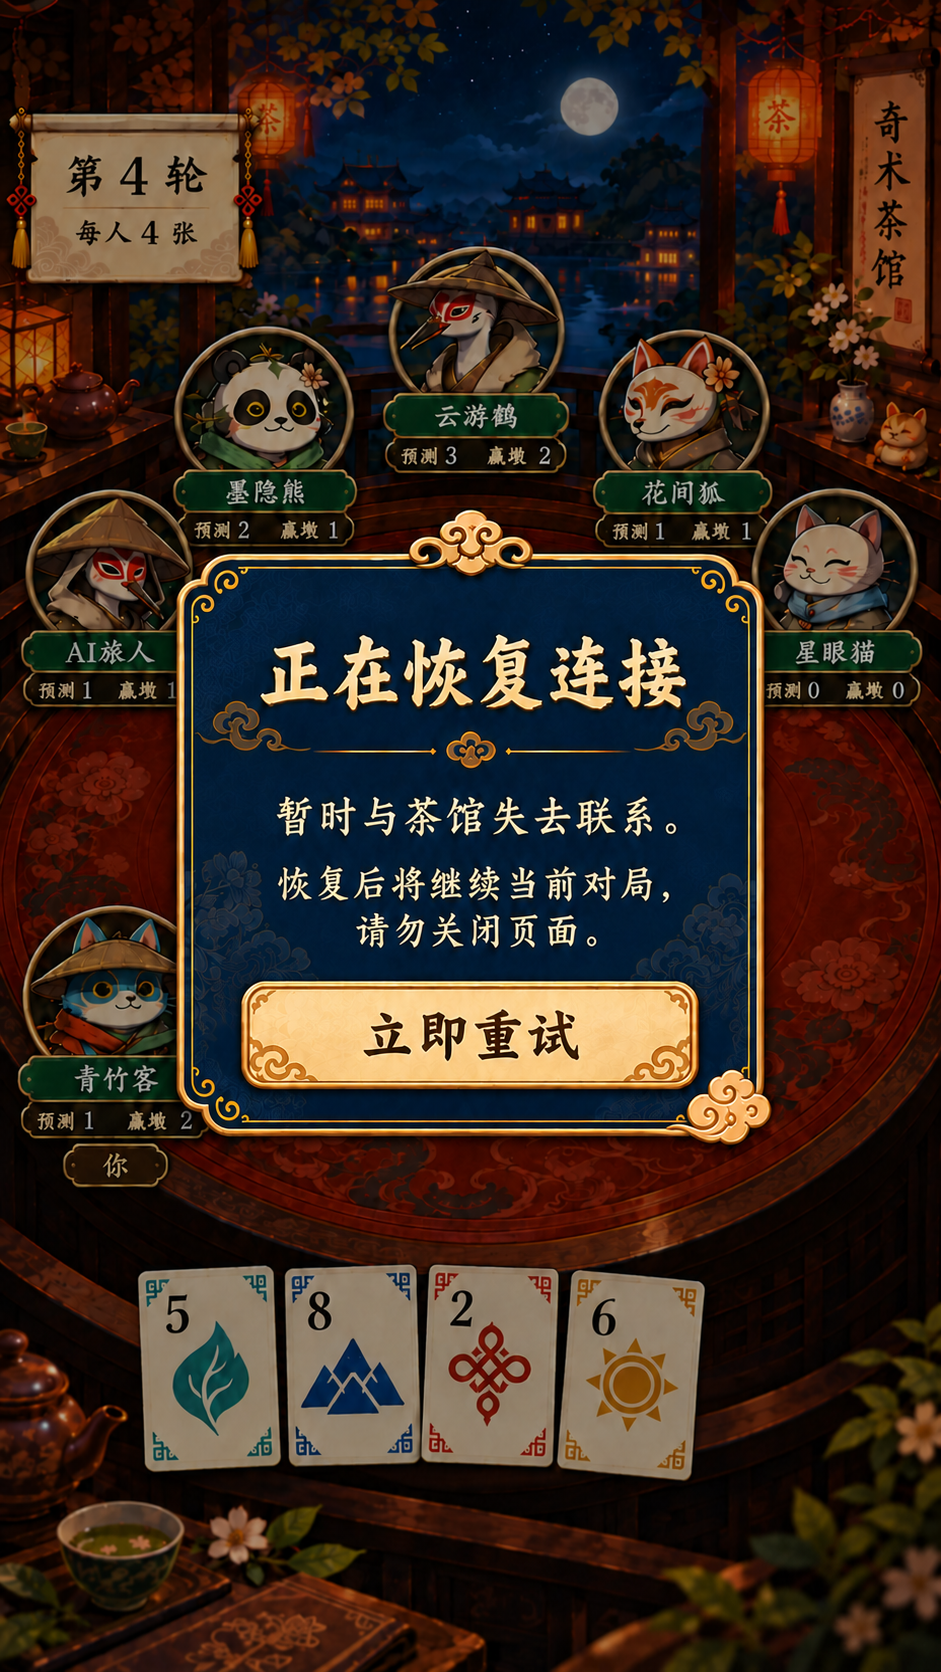 第4轮
每人4张
茶
茶
奇术茶馆
云游鹤
预测3 赢墩2
墨隐熊
预测2 赢墩1
花间狐
预测1 赢墩1
AI旅人
预测1 赢墩1
星眼猫
预测0 赢墩0
正在恢复连接
暂时与茶馆失去联系。
恢复后将继续当前对局，
请勿关闭页面。
立即重试
青竹客
预测1 赢墩2
你
5
8
2
6